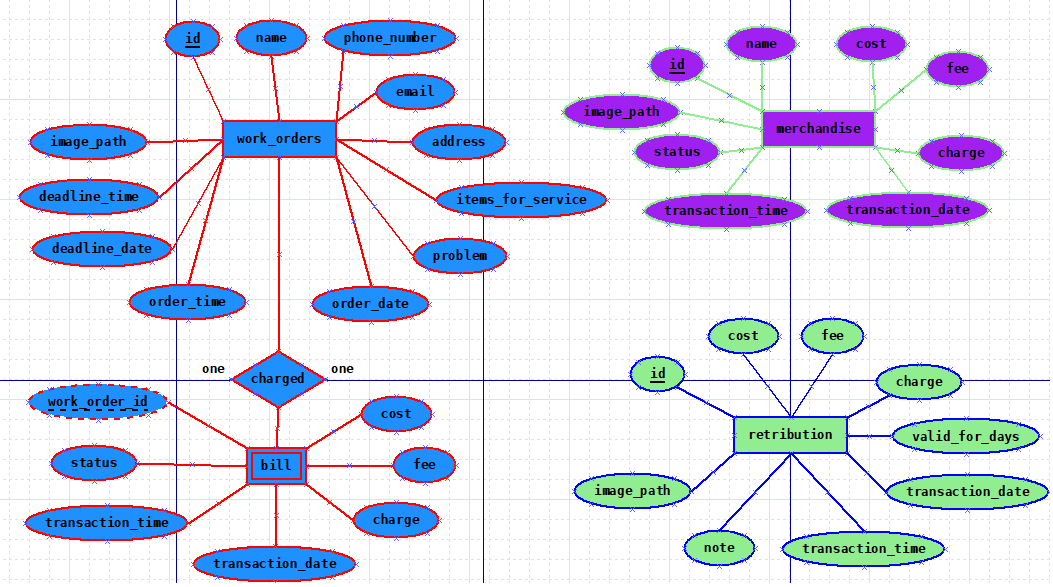 id
name
phone_number
email
image_path
work_orders
address
deadline_time
items_for_service
deadline_date
problem
order_time
order_date
one
charged
one
work_order_id
cost
status
bill
fee
transaction_time
charge
transaction_date
name
cost
id
fee
image_path
merchandise
status
charge
transaction_time
transaction_date
cost
fee
id
charge
retribution
valid_for_days
image_path
transaction_date
note
transaction_time